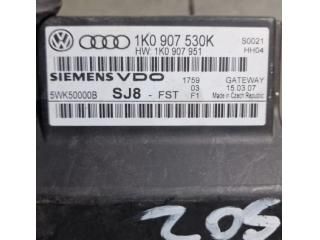 1K0 907 530K S0021
HW: 1K0 907 951 HH04
SIEMENS VDO 1759 GATEWAY
03 15.03.07
5WK50000B SJ8 - FST F1 Made in Czech Republic
205